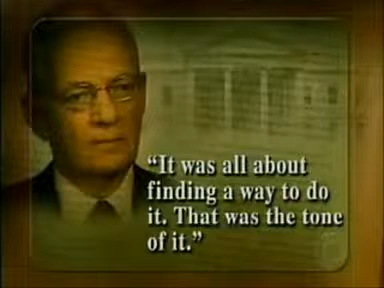 “It was all about
finding a way to do
it. That was the tone
of it.”